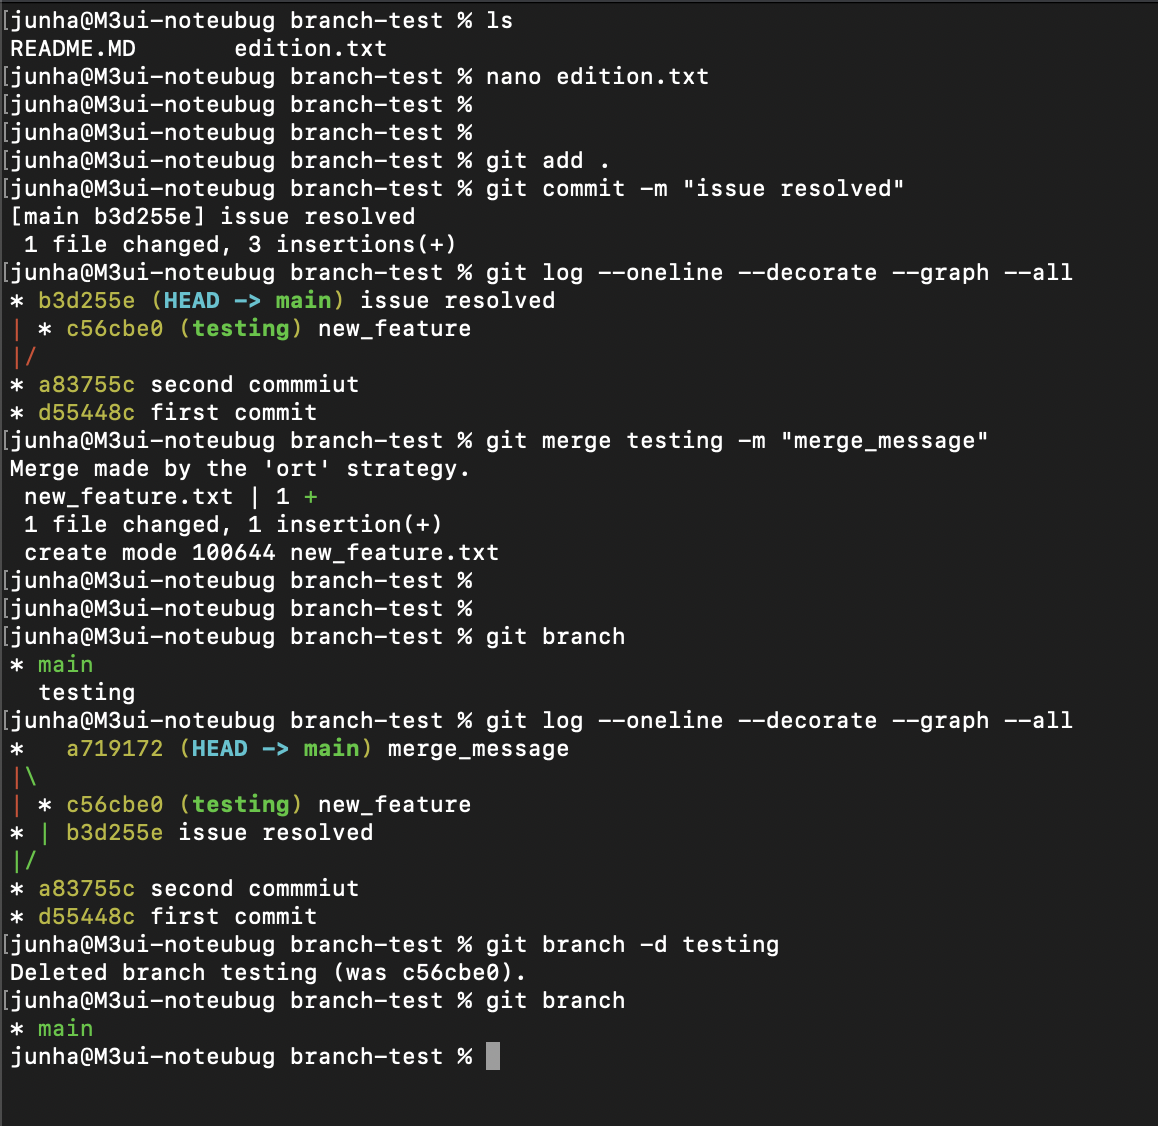 [junha@M3ui-noteubug branch-test % ls
README.MD       edition.txt
[junha@M3ui-noteubug branch-test % nano edition.txt
[junha@M3ui-noteubug branch-test %
[junha@M3ui-noteubug branch-test %
[junha@M3ui-noteubug branch-test % git add .
[junha@M3ui-noteubug branch-test % git commit -m "issue resolved"
[main b3d255e] issue resolved
 1 file changed, 3 insertions(+)
[junha@M3ui-noteubug branch-test % git log --oneline --decorate --graph --all
* b3d255e (HEAD -> main) issue resolved
| * c56cbe0 (testing) new_feature
|/
* a83755c second commmiut
* d55448c first commit
[junha@M3ui-noteubug branch-test % git merge testing -m "merge_message"
Merge made by the 'ort' strategy.
 new_feature.txt | 1 +
 1 file changed, 1 insertion(+)
 create mode 100644 new_feature.txt
[junha@M3ui-noteubug branch-test %
[junha@M3ui-noteubug branch-test %
[junha@M3ui-noteubug branch-test % git branch
* main
  testing
[junha@M3ui-noteubug branch-test % git log --oneline --decorate --graph --all
*   a719172 (HEAD -> main) merge_message
|\
| * c56cbe0 (testing) new_feature
* | b3d255e issue resolved
|/
* a83755c second commmiut
* d55448c first commit
[junha@M3ui-noteubug branch-test % git branch -d testing
Deleted branch testing (was c56cbe0).
[junha@M3ui-noteubug branch-test % git branch
* main
junha@M3ui-noteubug branch-test %